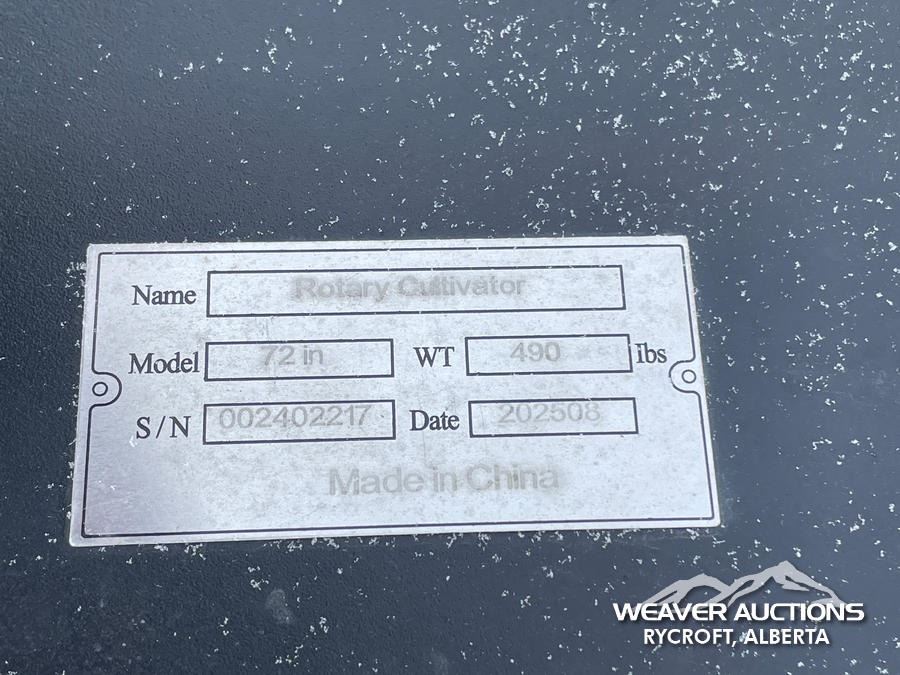 Name Rotary Cultivator
Model 72 in WT 490 lbs
S/N 002402217 Date 202508
Made in China
WEAVER AUCTIONS
RYCROFT, ALBERTA